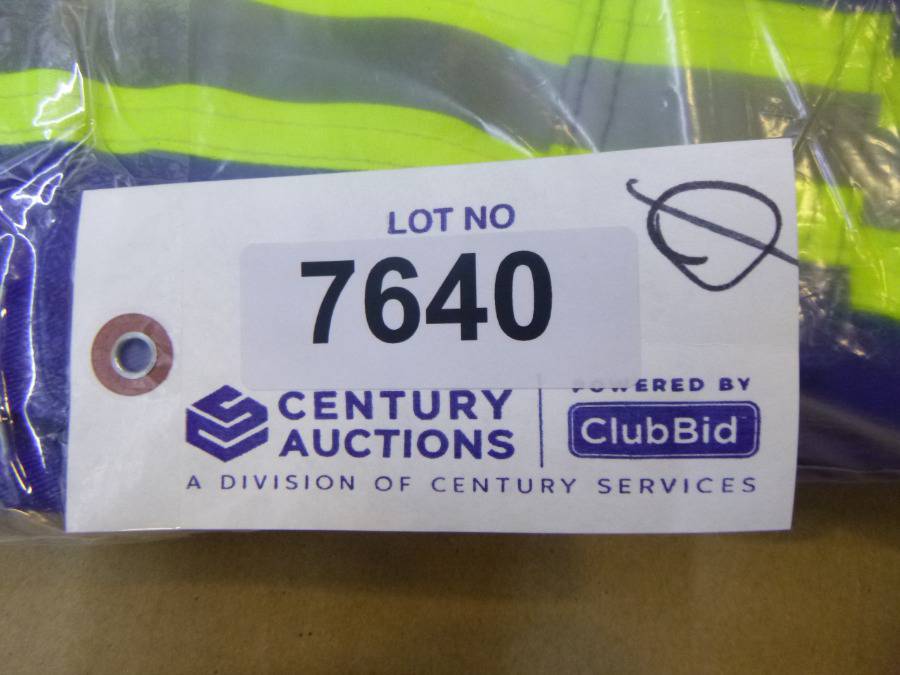 LOT NO
7640
CENTURY
AUCTIONS
POWERED BY
ClubBid
A DIVISION OF CENTURY SERVICES